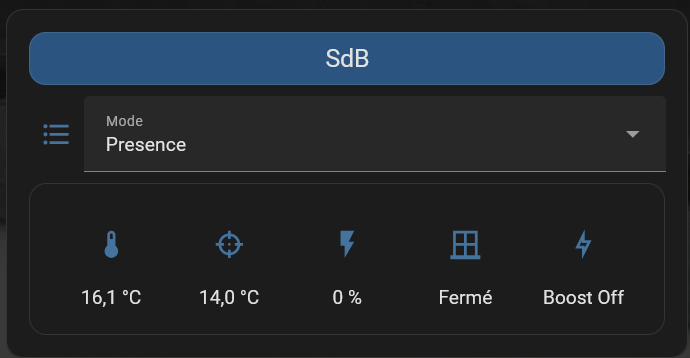 SdB
Mode
Presence
16,1 °C 14,0 °C 0 % Fermé Boost Off